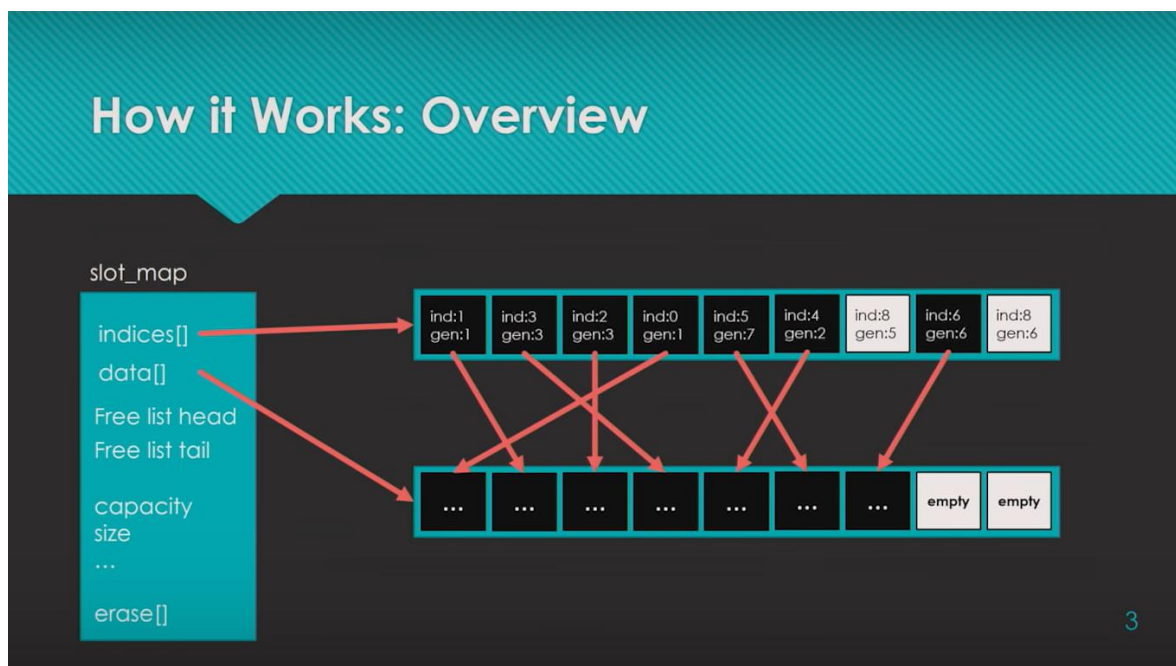 How it Works: Overview
slot_map
indices[]
data[]
Free list head
Free list tail
capacity
size
...
erase[]
ind:1 ind:3 ind:2 ind:0 ind:5 ind:4 ind:8 ind:6 ind:8
gen:1 gen:3 gen:3 gen:1 gen:7 gen:2 gen:5 gen:6 gen:6
... ... ... ... ... ... ... empty empty
3